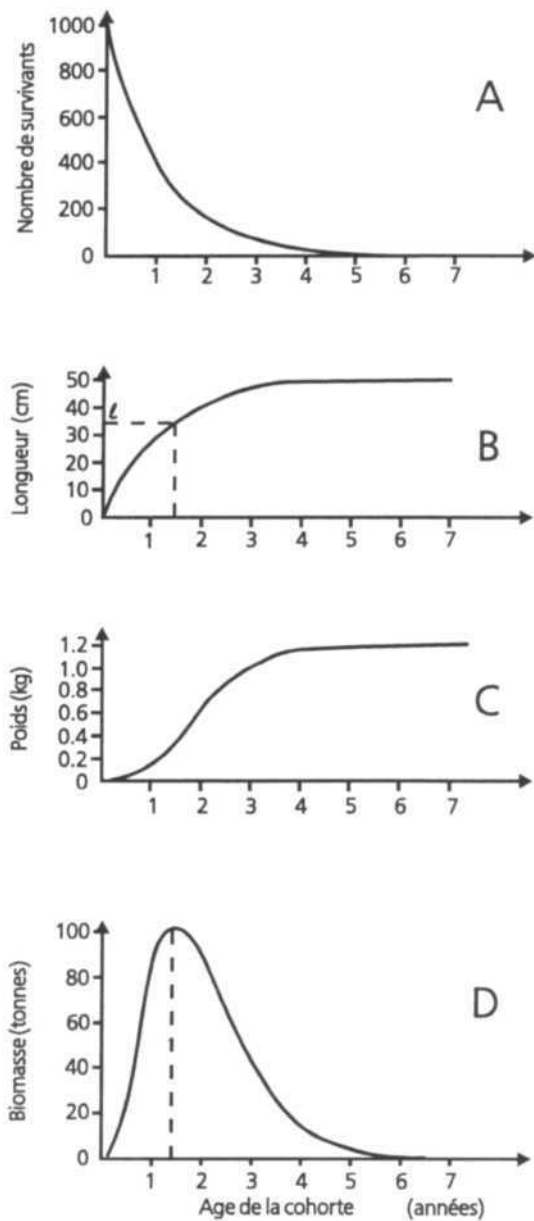 Nombre de survivants
1000
800
600
400
200
0
1 2 3 4 5 6 7
A
Longueur (cm)
50
40
30
20
10
0
l
1 2 3 4 5 6 7
B
Poids (kg)
1.2
1.0
0.8
0.6
0.4
0.2
0
1 2 3 4 5 6 7
C
Biomasse (tonnes)
100
80
60
40
20
0
1 2 3 4 5 6 7
D
Age de la cohorte (années)